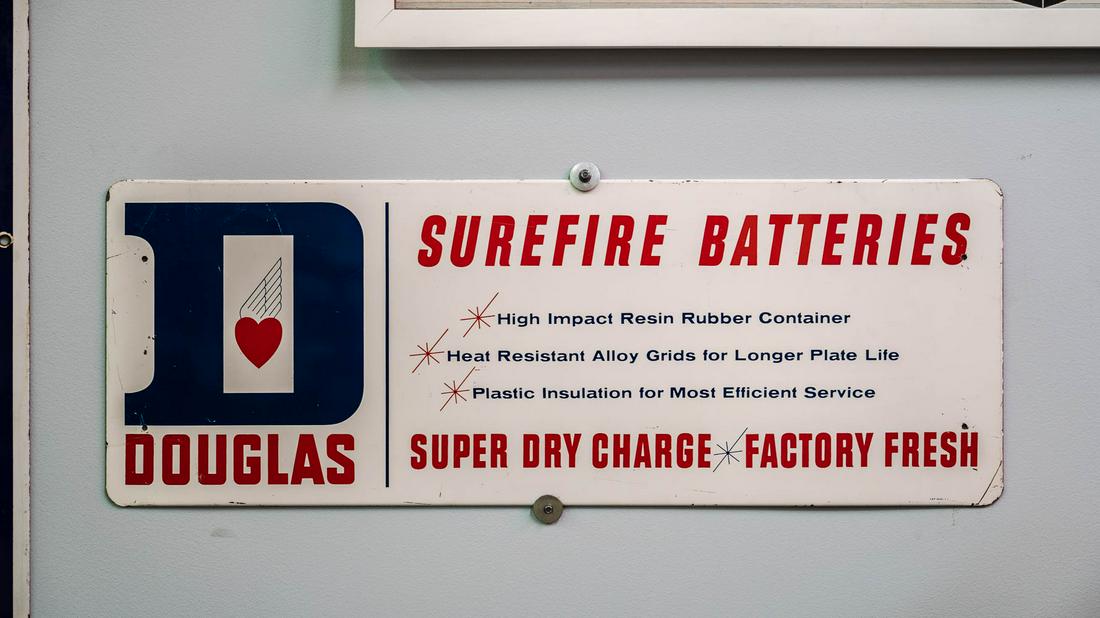 D
DOUGLAS
SUREFIRE BATTERIES
High Impact Resin Rubber Container
Heat Resistant Alloy Grids for Longer Plate Life
Plastic Insulation for Most Efficient Service
SUPER DRY CHARGE FACTORY FRESH